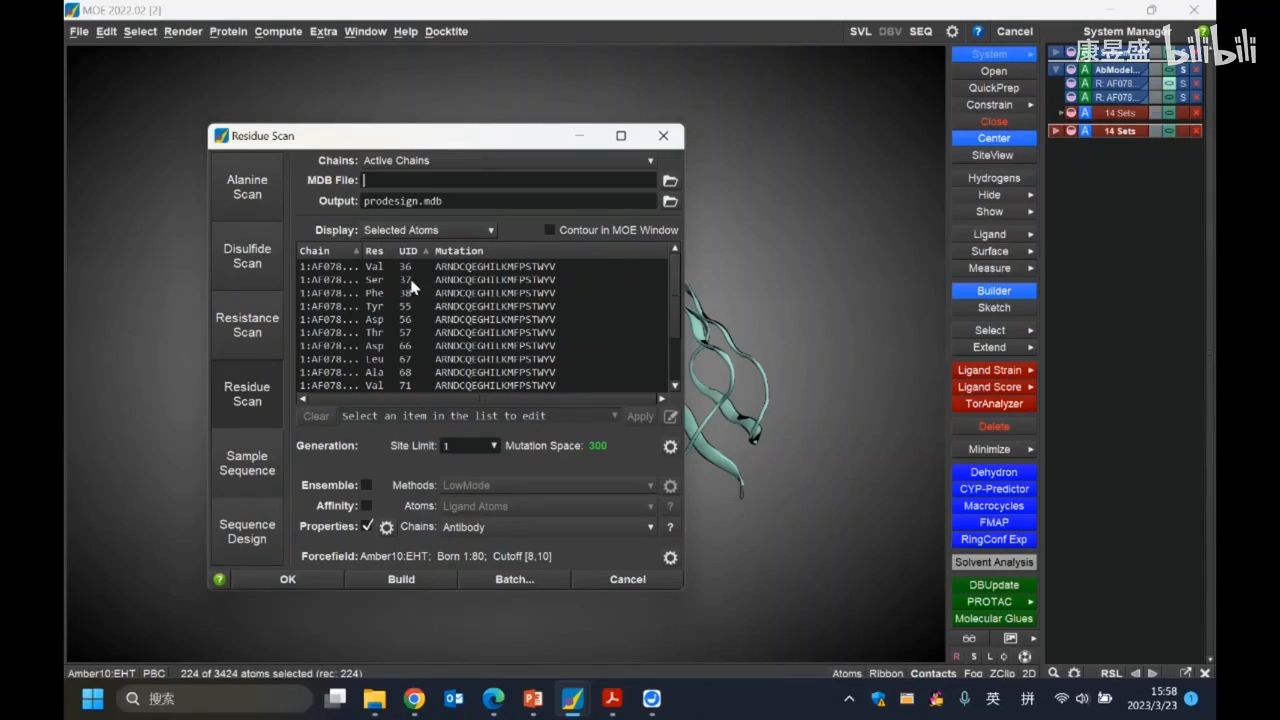 MOE 2022.02 [2]
File Edit Select Render Protein Compute Extra Window Help Docktite
SVL DBV SEQ Cancel System Manager
康昱盛 bilibili
System
Open
QuickPrep
Constrain
Close
Center
SiteView
Hydrogens
Hide
Show
Ligand
Surface
Measure
Builder
Sketch
Select
Extend
Ligand Strain
Ligand Score
TorAnalyzer
Delete
Minimize
Dehydron
CYP-Predictor
Macrocycles
FMAP
RingConf Exp
Solvent Analysis
DBUpdate
PROTAC
Molecular Glues
R S L
A AbModel... S
A R: AF078... S
A R: AF078... S
A 14 Sets
A 14 Sets
Residue Scan
Alanine Scan
Disulfide Scan
Resistance Scan
Residue Scan
Sample Sequence
Sequence Design
Chains: Active Chains
MDB File:
Output: prodesign.mdb
Display: Selected Atoms Contour in MOE Window
Chain Res UID Mutation
1:AF078... Val 36 ARNDCQEGHILKMFPSTWYV
1:AF078... Ser 37 ARNDCQEGHILKMFPSTWYV
1:AF078... Phe 38 ARNDCQEGHILKMFPSTWYV
1:AF078... Tyr 55 ARNDCQEGHILKMFPSTWYV
1:AF078... Asp 56 ARNDCQEGHILKMFPSTWYV
1:AF078... Thr 57 ARNDCQEGHILKMFPSTWYV
1:AF078... Asp 66 ARNDCQEGHILKMFPSTWYV
1:AF078... Leu 67 ARNDCQEGHILKMFPSTWYV
1:AF078... Ala 68 ARNDCQEGHILKMFPSTWYV
1:AF078... Val 71 ARNDCQEGHILKMFPSTWYV
Clear Select an item in the list to edit Apply
Generation: Site Limit: 1 Mutation Space: 300
Ensemble: Methods: LowMode
Affinity: Atoms: Ligand Atoms ?
Properties: Chains: Antibody ?
Forcefield: Amber10:EHT; Born 1:80; Cutoff [8,10]
? OK Build Batch... Cancel
Amber10:EHT PBC 224 of 3424 atoms selected (rec: 224)
Atoms Ribbon Contacts Fog ZClip 2D RSL
搜索
英 拼
15:58
2023/3/23
1